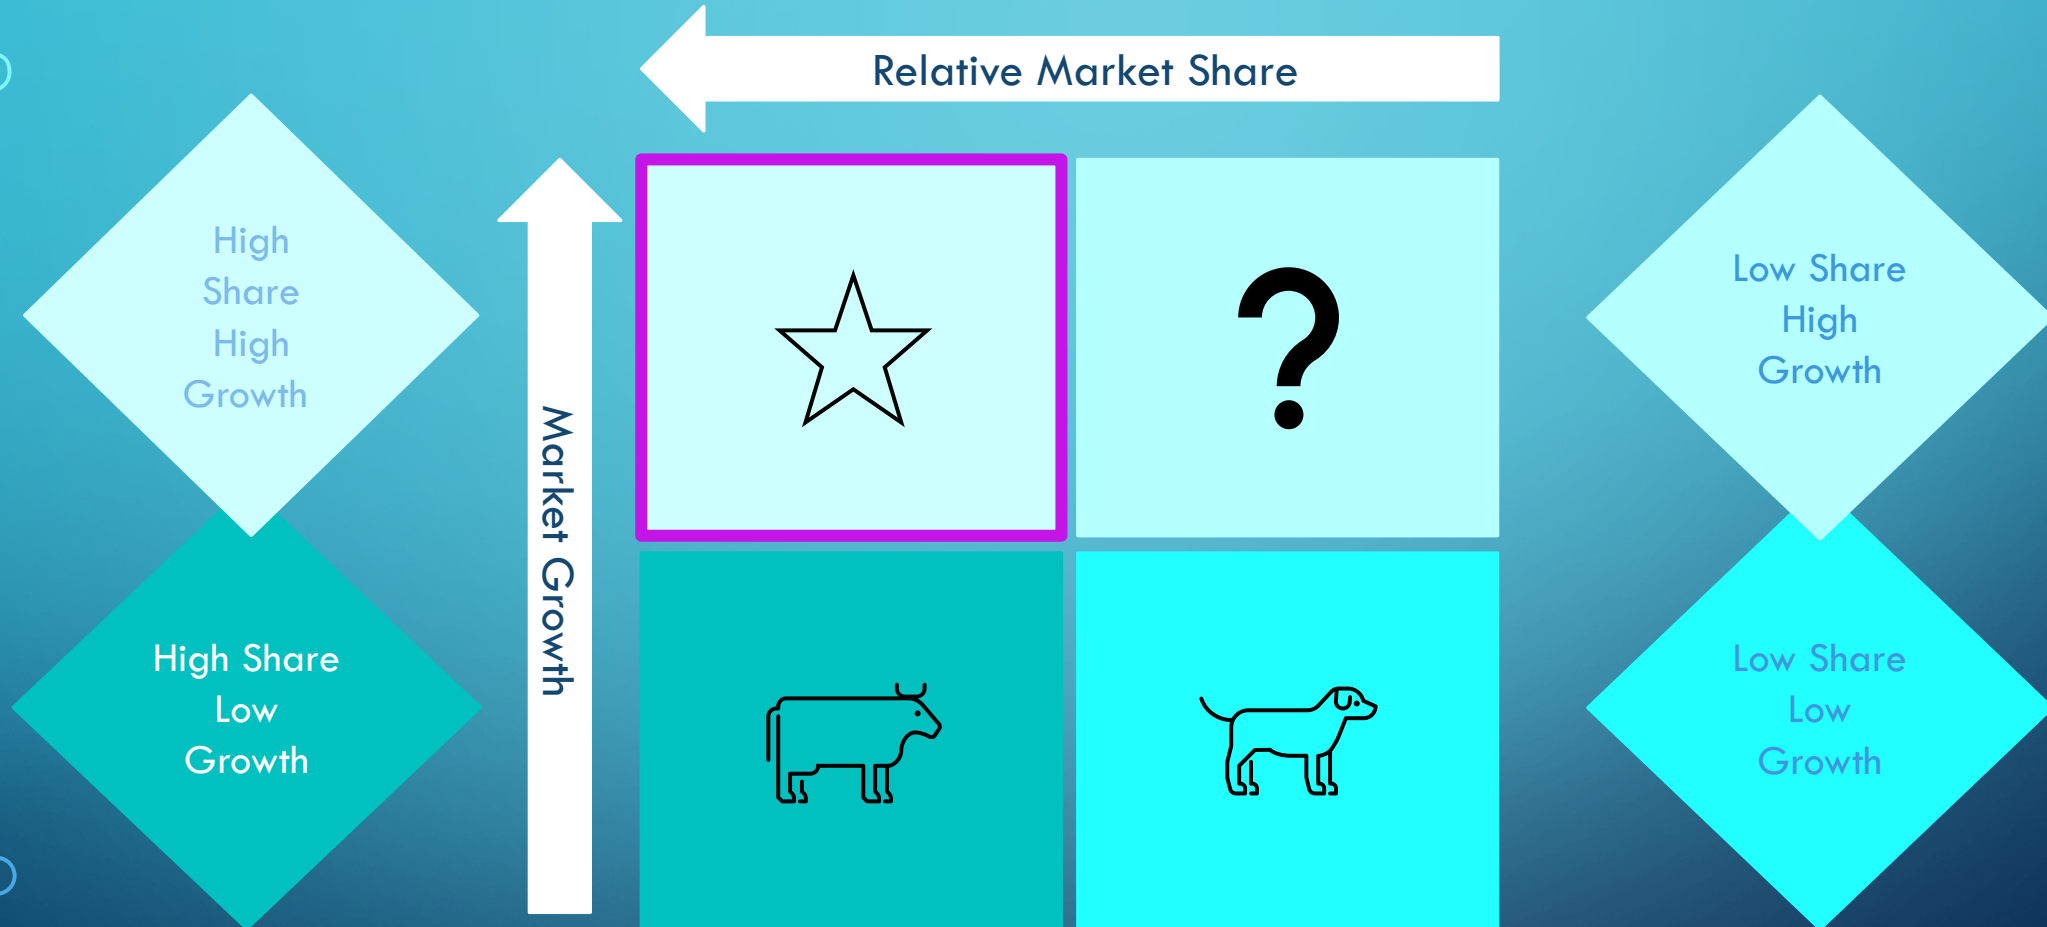 Relative Market Share
High
Share
High
Growth
Low Share
High
Growth
Market Growth
High Share
Low
Growth
Low Share
Low
Growth